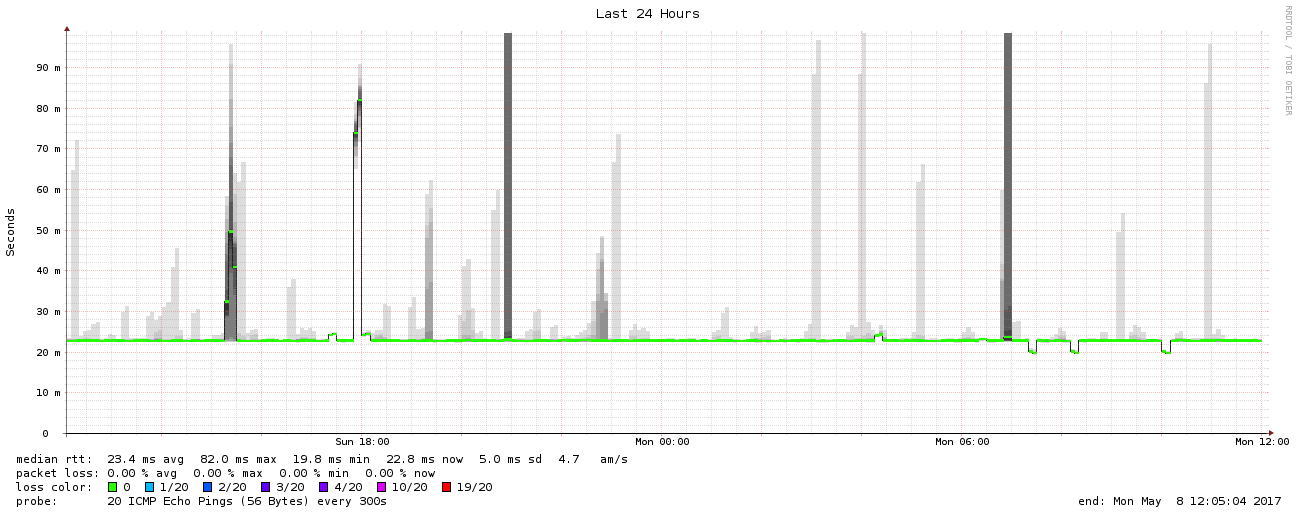 Last 24 Hours
RRDTOOL / TOBI OETIKER
Seconds
90 m
80 m
70 m
60 m
50 m
40 m
30 m
20 m
10 m
0
Sun 18:00 Mon 00:00 Mon 06:00 Mon 12:00
median rtt: 23.4 ms avg 82.0 ms max 19.8 ms min 22.8 ms now 5.0 ms sd 4.7 am/s
packet loss: 0.00 % avg 0.00 % max 0.00 % min 0.00 % now
loss color: 0 1/20 2/20 3/20 4/20 10/20 19/20
probe: 20 ICMP Echo Pings (56 Bytes) every 300s end: Mon May 8 12:05:04 2017